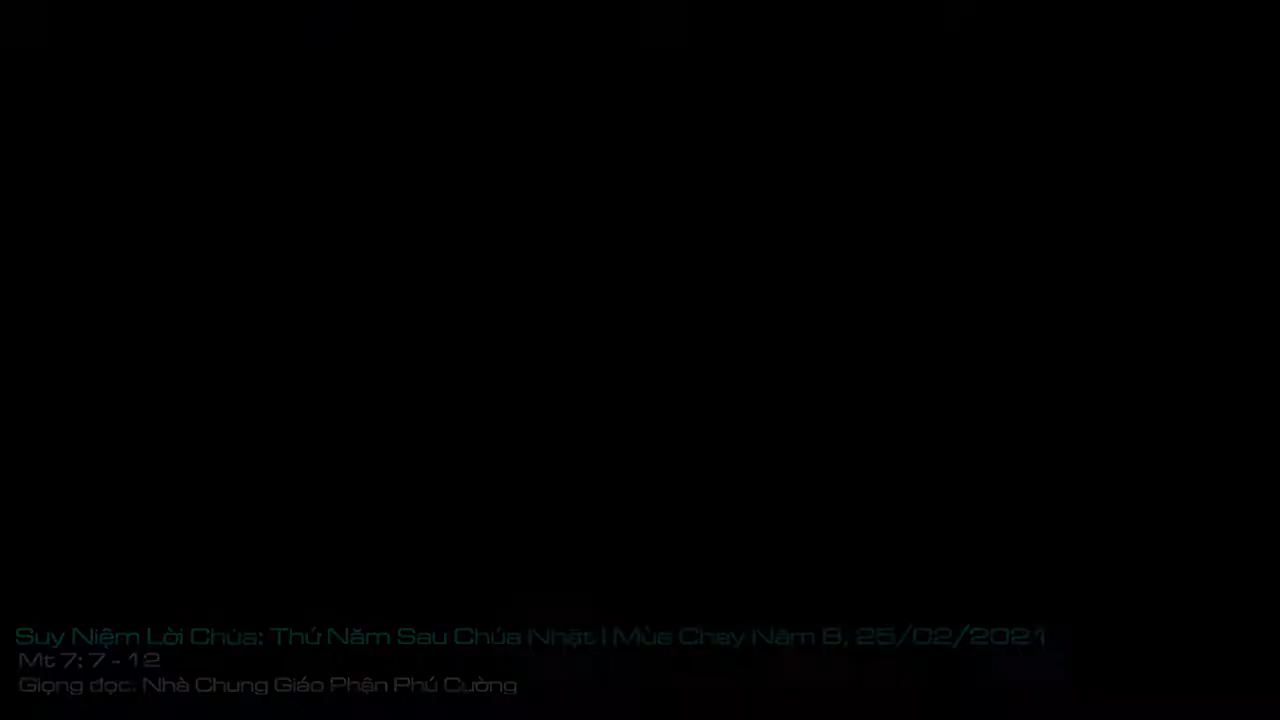 Suy Niệm Lời Chúa: Thứ Năm Sau Chúa Nhật I Mùa Chay Năm B, 25/02/2021
Mt 7: 7 - 12
Giọng đọc: Nhà Chung Giáo Phận Phú Cường